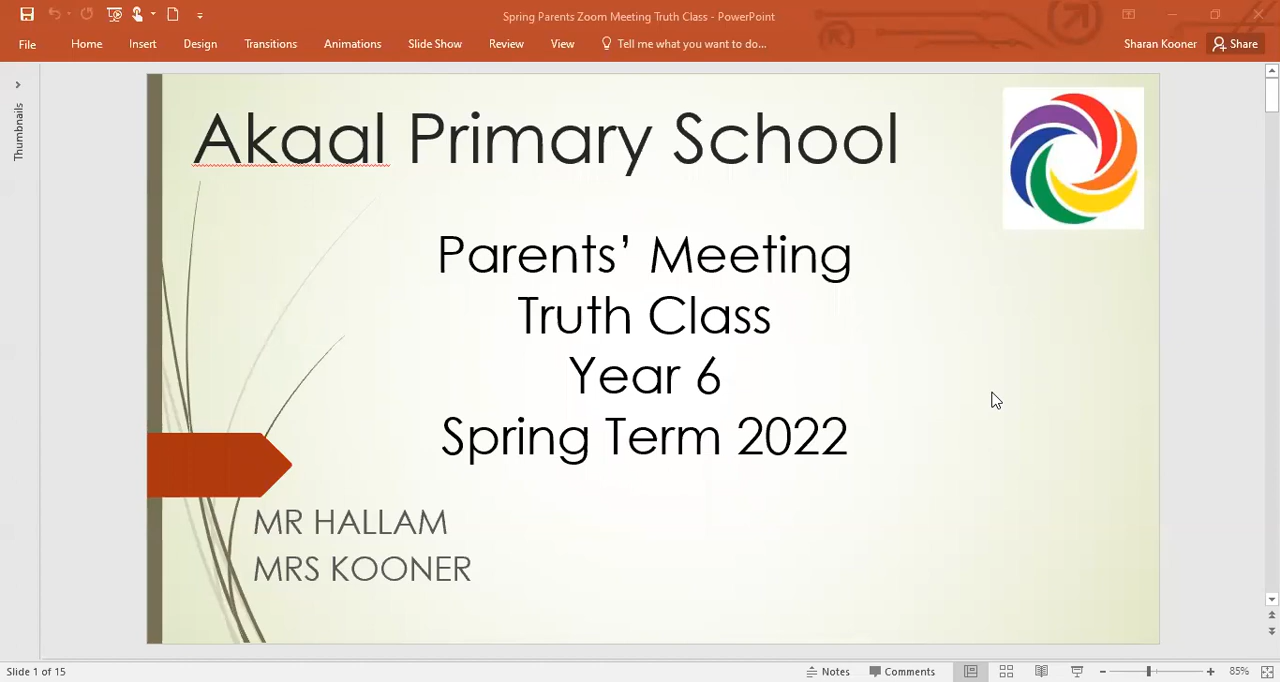 Spring Parents Zoom Meeting Truth Class - PowerPoint
File Home Insert Design Transitions Animations Slide Show Review View Tell me what you want to do... Sharan Kooner Share
Thumbnails
Akaal Primary School
Parents’ Meeting
Truth Class
Year 6
Spring Term 2022
MR HALLAM
MRS KOONER
Slide 1 of 15 Notes Comments 85%